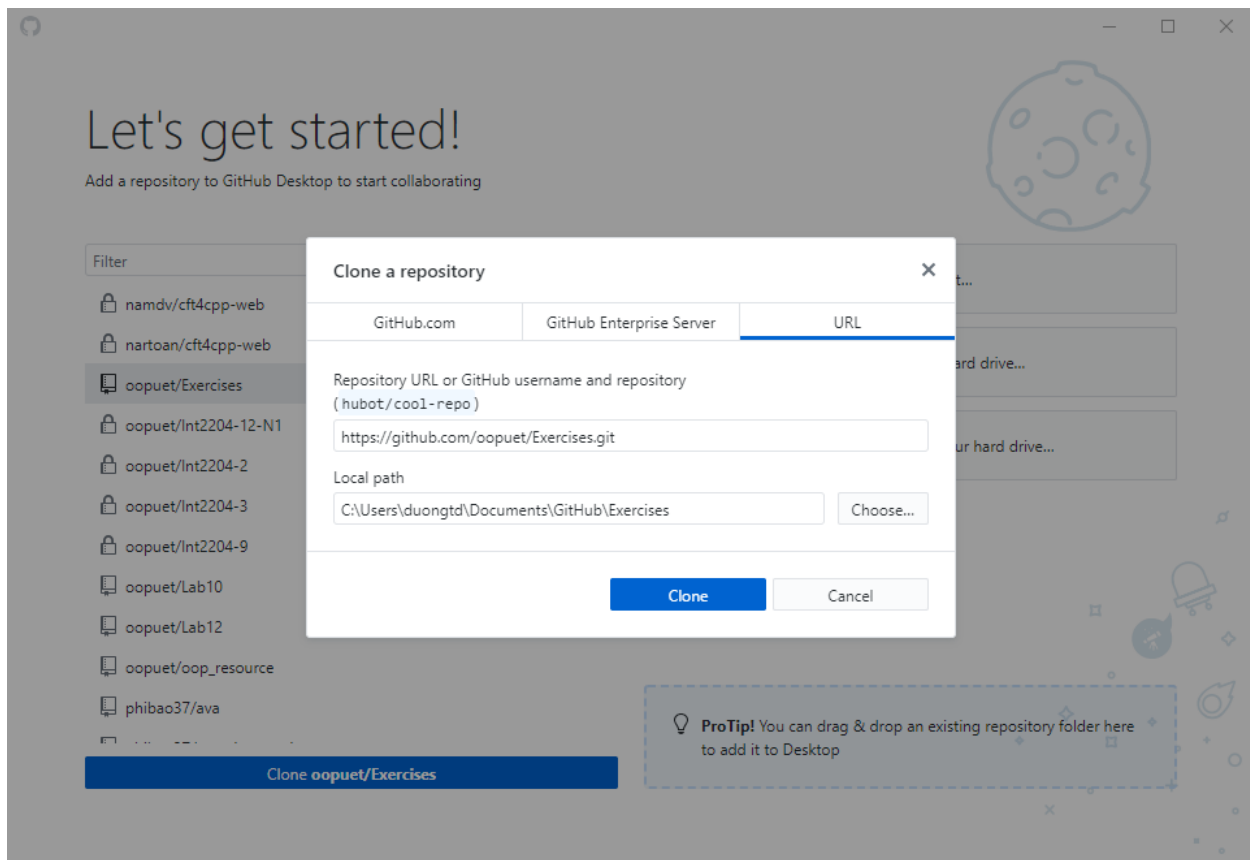 Let's get started!
Add a repository to GitHub Desktop to start collaborating
Filter
namdv/cft4cpp-web
nartoan/cft4cpp-web
oopuet/Exercises
oopuet/Int2204-12-N1
oopuet/Int2204-2
oopuet/Int2204-3
oopuet/Int2204-9
oopuet/Lab10
oopuet/Lab12
oopuet/oop_resource
phibao37/ava
Clone oopuet/Exercises
Clone a repository
GitHub.com
GitHub Enterprise Server
URL
Repository URL or GitHub username and repository
(hubot/cool-repo)
https://github.com/oopuet/Exercises.git
Local path
C:\Users\duongtd\Documents\GitHub\Exercises
Choose...
Clone
Cancel
t...
ard drive...
ur hard drive...
ProTip! You can drag & drop an existing repository folder here
to add it to Desktop